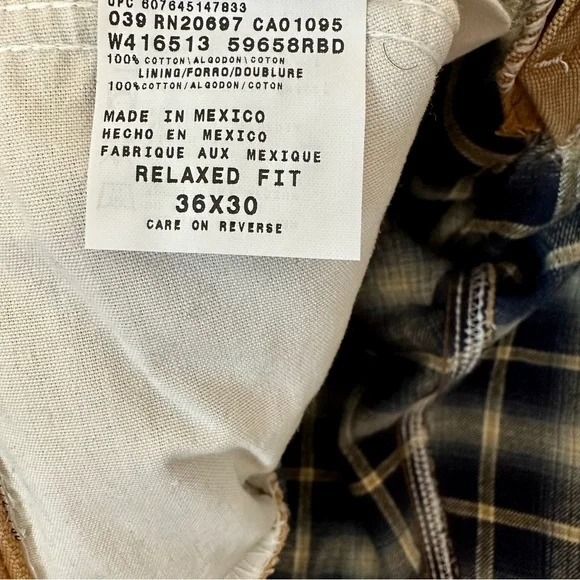 UPC 607645147833
039 RN20697 CA01095
W416513 59658RBD
100% COTTON\ALGODON\COTON
LINING/FORRO/DOUBLURE
100% COTTON/ALGODON/COTON
MADE IN MEXICO
HECHO EN MEXICO
FABRIQUE AUX MEXIQUE
RELAXED FIT
36X30
CARE ON REVERSE